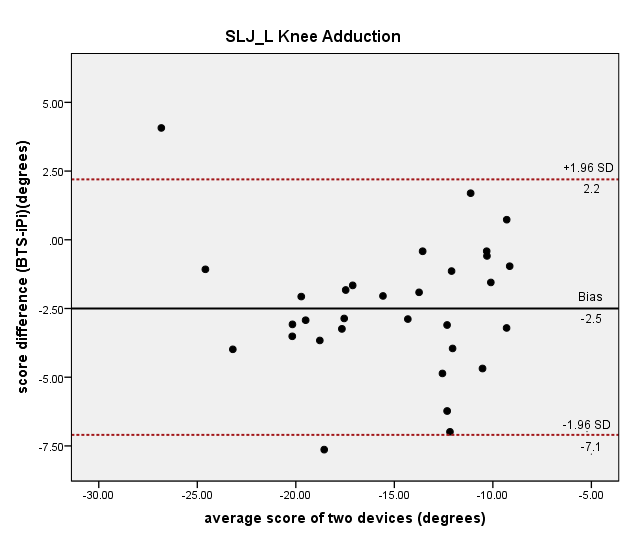 SLJ_L Knee Adduction
score difference (BTS-iPi)(degrees)
5.00
2.50
.00
-2.50
-5.00
-7.50
+1.96 SD
2.2
Bias
-2.5
-1.96 SD
-7.1
-30.00 -25.00 -20.00 -15.00 -10.00 -5.00
average score of two devices (degrees)